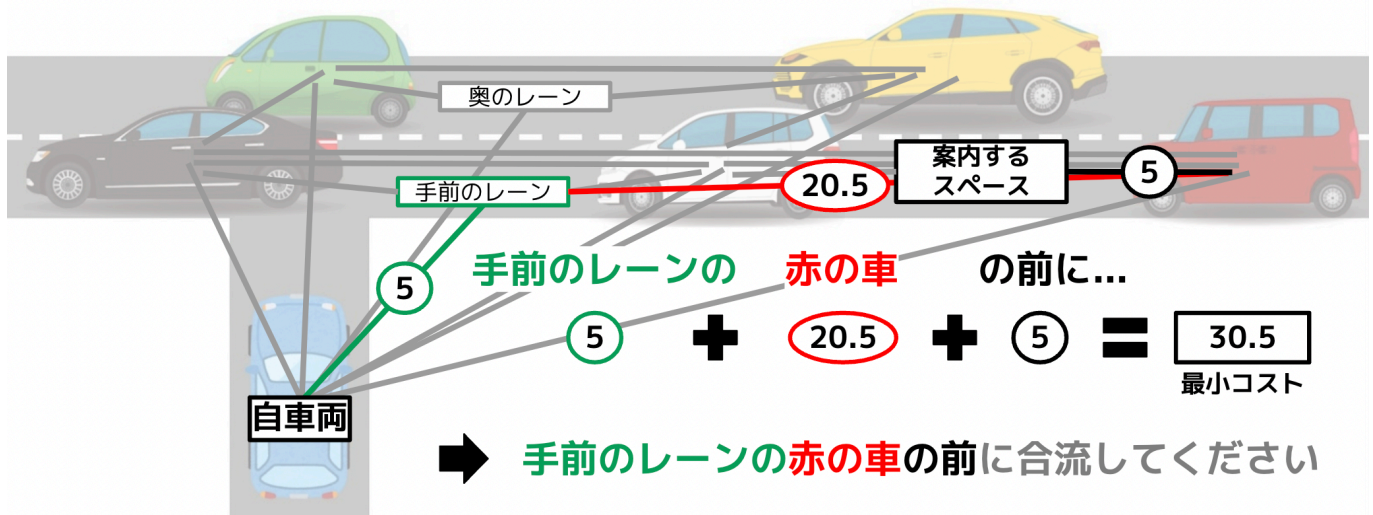 奥のレーン
案内する
スペース
手前のレーン
20.5
5
5
手前のレーンの 赤の車 の前に...
5 + 20.5 + 5 = 30.5
最小コスト
自車両
➡ 手前のレーンの赤の車の前に合流してください